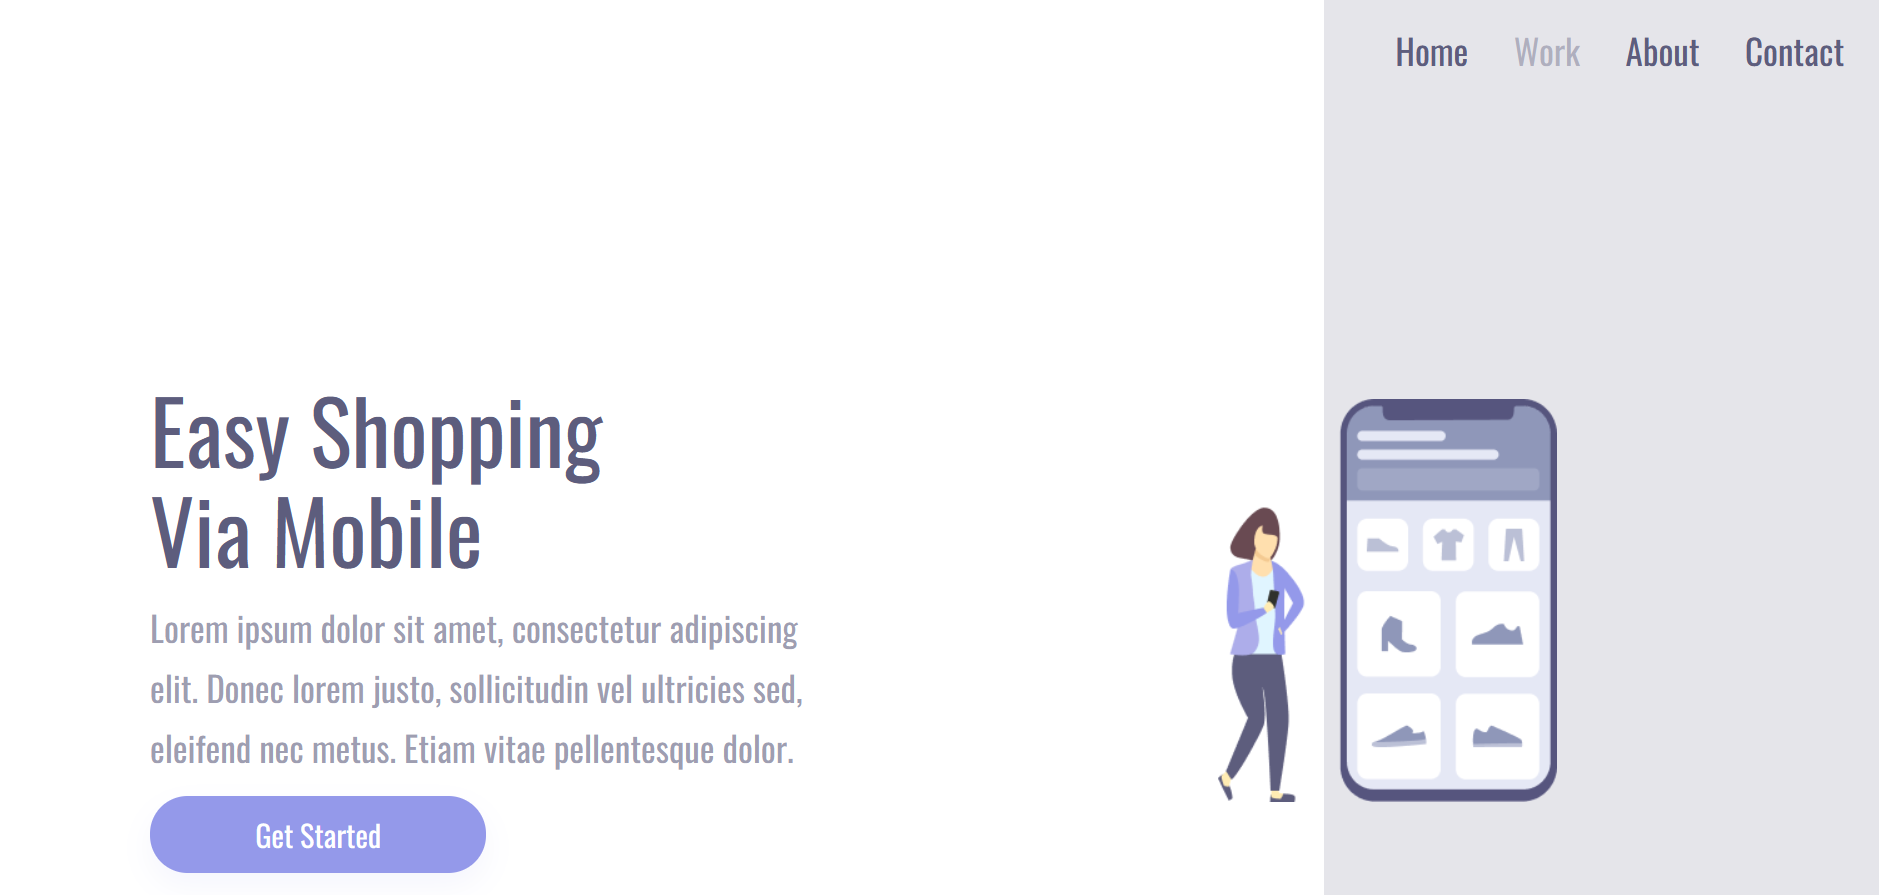 Home Work About Contact
Easy Shopping
Via Mobile
Lorem ipsum dolor sit amet, consectetur adipiscing
elit. Donec lorem justo, sollicitudin vel ultricies sed,
eleifend nec metus. Etiam vitae pellentesque dolor.
Get Started